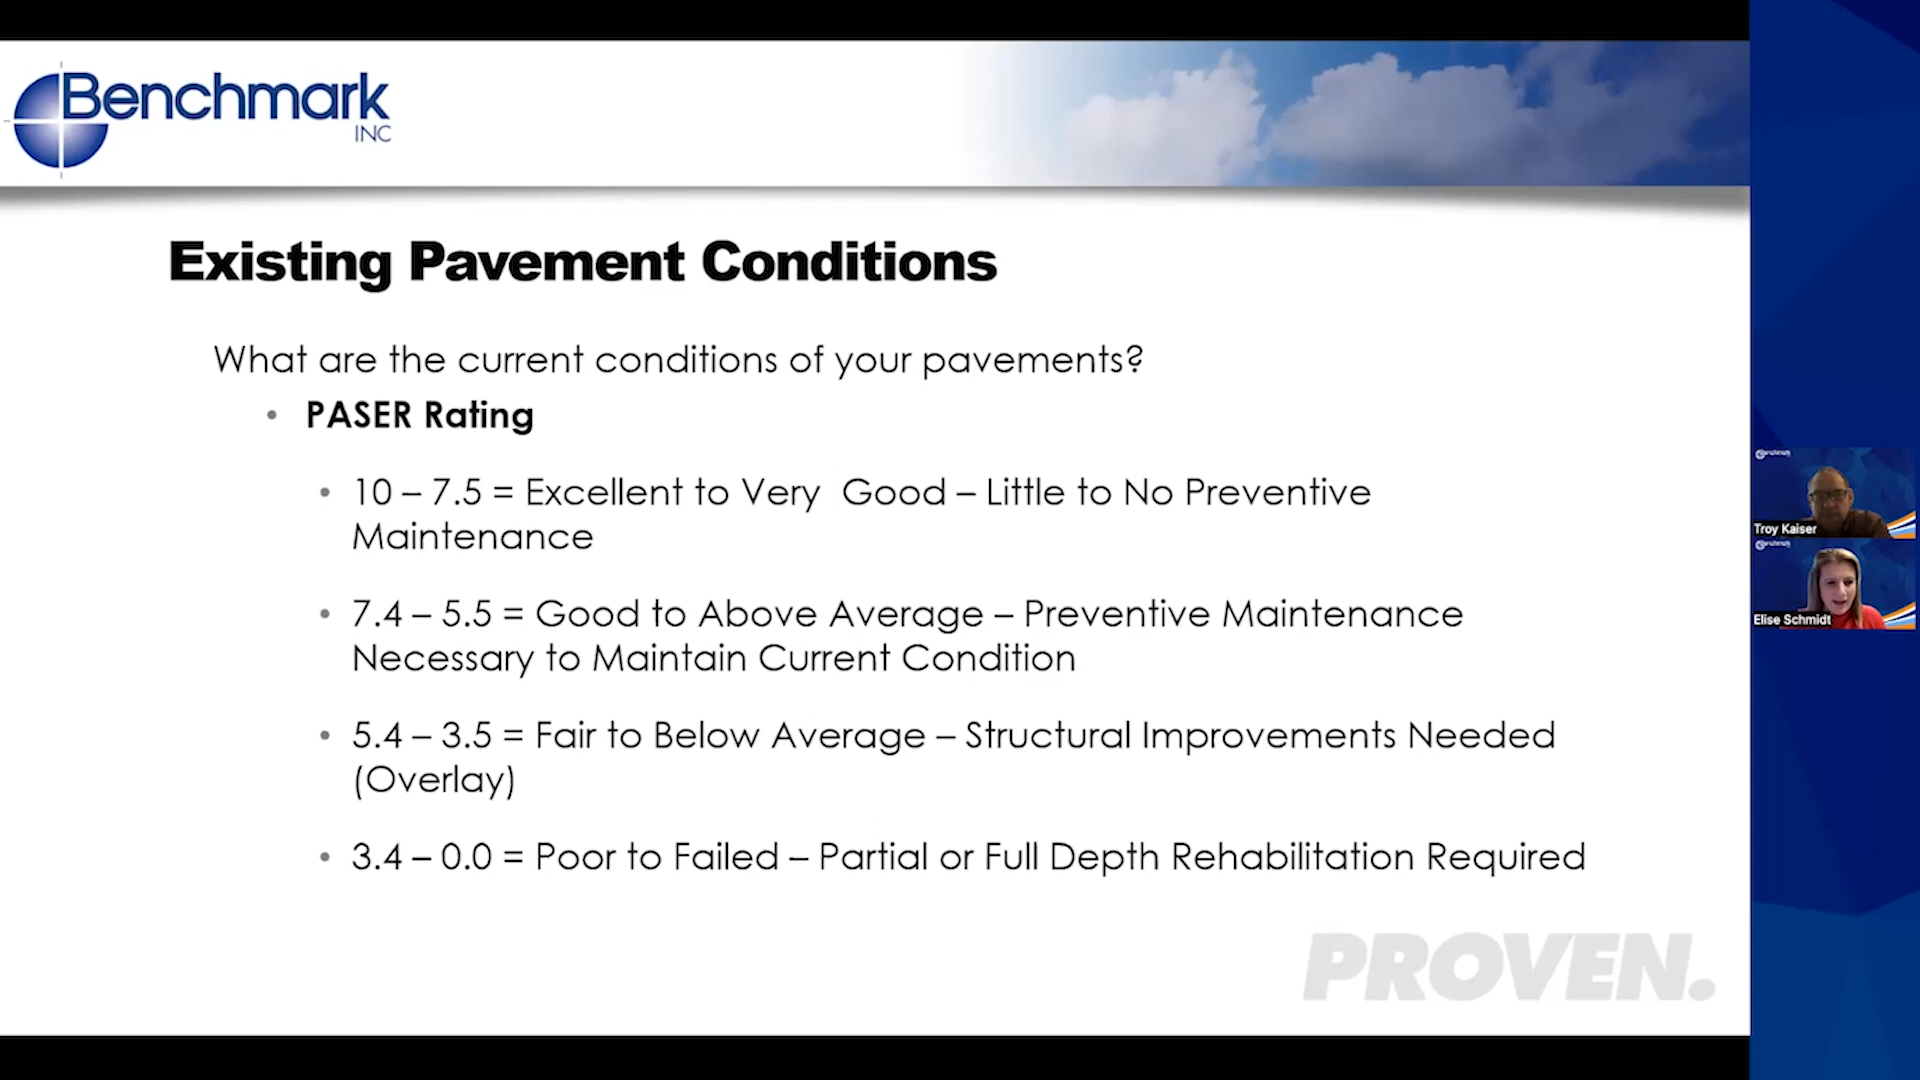 Benchmark
INC
Existing Pavement Conditions
What are the current conditions of your pavements?
• PASER Rating
• 10 – 7.5 = Excellent to Very  Good – Little to No Preventive
Maintenance
• 7.4 – 5.5 = Good to Above Average – Preventive Maintenance
Necessary to Maintain Current Condition
• 5.4 – 3.5 = Fair to Below Average – Structural Improvements Needed
(Overlay)
• 3.4 – 0.0 = Poor to Failed – Partial or Full Depth Rehabilitation Required
PROVEN.
Benchmark
Troy Kaiser
Benchmark
Elise Schmidt